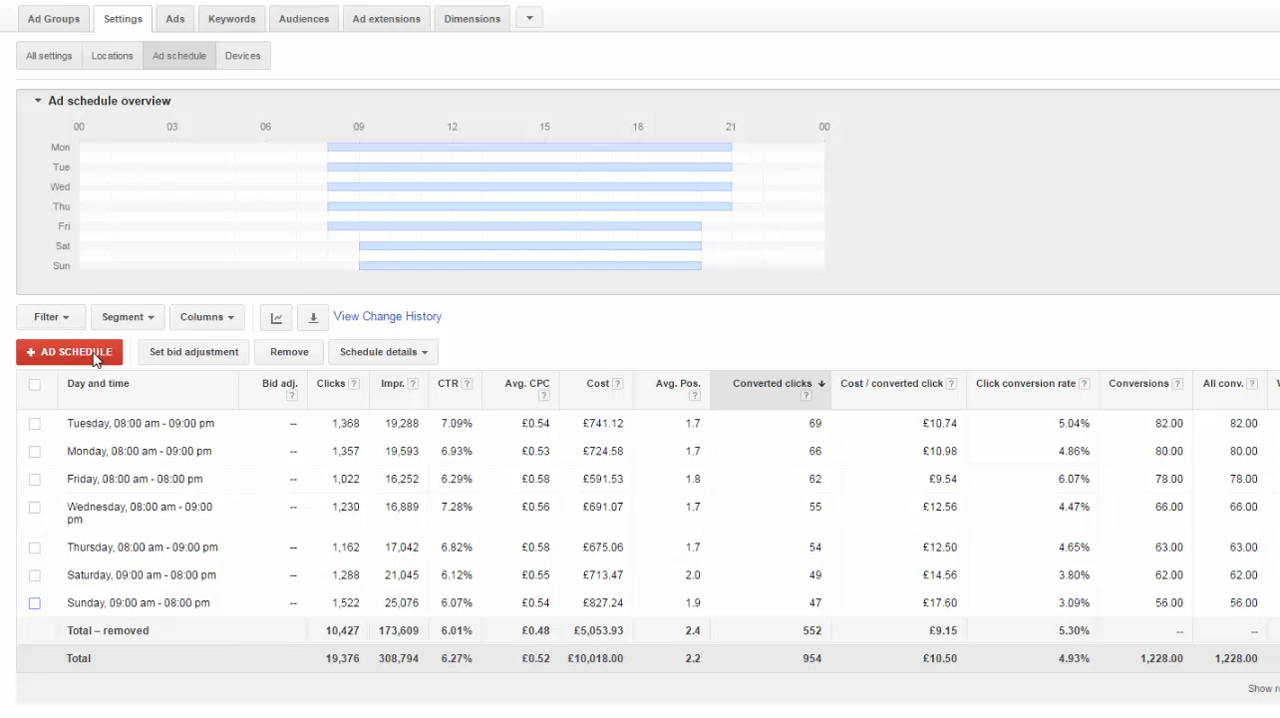 Ad Groups Settings Ads Keywords Audiences Ad extensions Dimensions
All settings Locations Ad schedule Devices
Ad schedule overview
00 03 06 09 12 15 18 21 00
Mon
Tue
Wed
Thu
Fri
Sat
Sun
Filter Segment Columns View Change History
+ AD SCHEDULE Set bid adjustment Remove Schedule details
Day and time Bid adj. ? Clicks ? Impr. ? CTR ? Avg. CPC ? Cost ? Avg. Pos. ? Converted clicks ↓ ? Cost / converted click ? Click conversion rate ? Conversions ? All conv. ?
Tuesday, 08:00 am - 09:00 pm -- 1,368 19,288 7.09% £0.54 £741.12 1.7 69 £10.74 5.04% 82.00 82.00
Monday, 08:00 am - 09:00 pm -- 1,357 19,593 6.93% £0.53 £724.58 1.7 66 £10.98 4.86% 80.00 80.00
Friday, 08:00 am - 08:00 pm -- 1,022 16,252 6.29% £0.58 £591.53 1.8 62 £9.54 6.07% 78.00 78.00
Wednesday, 08:00 am - 09:00 -- 1,230 16,889 7.28% £0.56 £691.07 1.7 55 £12.56 4.47% 66.00 66.00
pm
Thursday, 08:00 am - 09:00 pm -- 1,162 17,042 6.82% £0.58 £675.06 1.7 54 £12.50 4.65% 63.00 63.00
Saturday, 09:00 am - 08:00 pm -- 1,288 21,045 6.12% £0.55 £713.47 2.0 49 £14.56 3.80% 62.00 62.00
Sunday, 09:00 am - 08:00 pm -- 1,522 25,076 6.07% £0.54 £827.24 1.9 47 £17.60 3.09% 56.00 56.00
Total – removed 10,427 173,609 6.01% £0.48 £5,053.93 2.4 552 £9.15 5.30% -- --
Total 19,376 308,794 6.27% £0.52 £10,018.00 2.2 954 £10.50 4.93% 1,228.00 1,228.00
Show